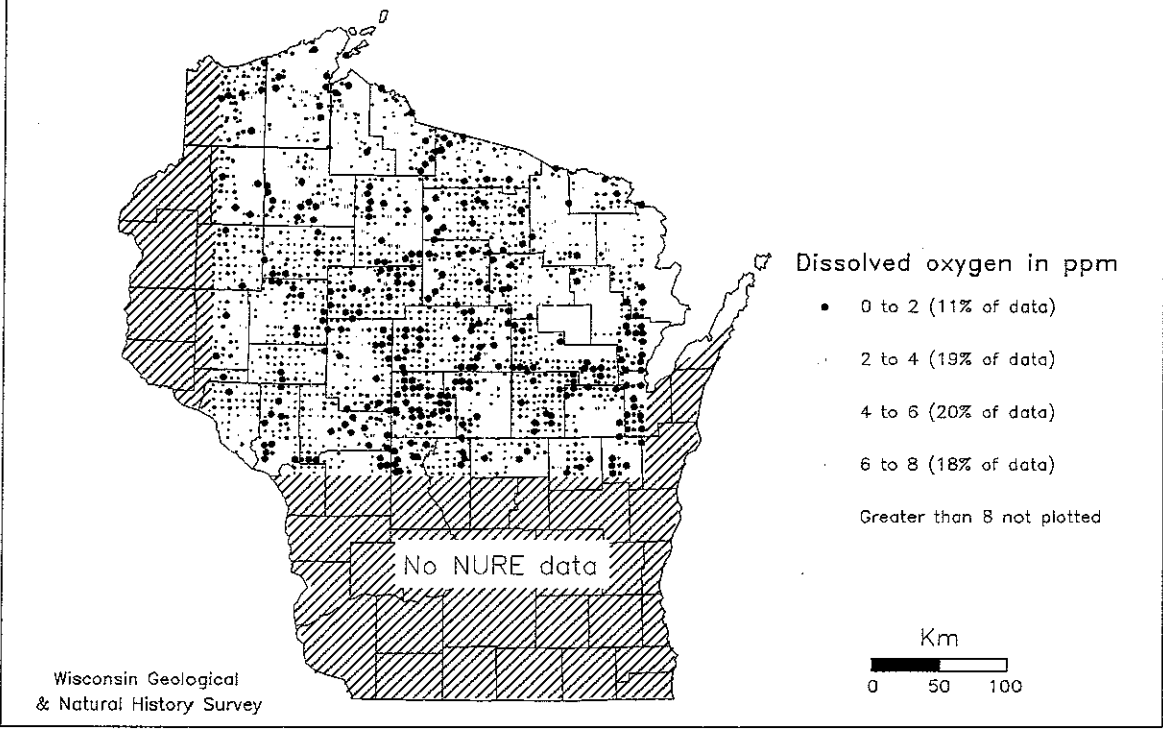 Dissolved oxygen in ppm
0 to 2 (11% of data)
2 to 4 (19% of data)
4 to 6 (20% of data)
6 to 8 (18% of data)
Greater than 8 not plotted
No NURE data
Km
0 50 100
Wisconsin Geological
& Natural History Survey